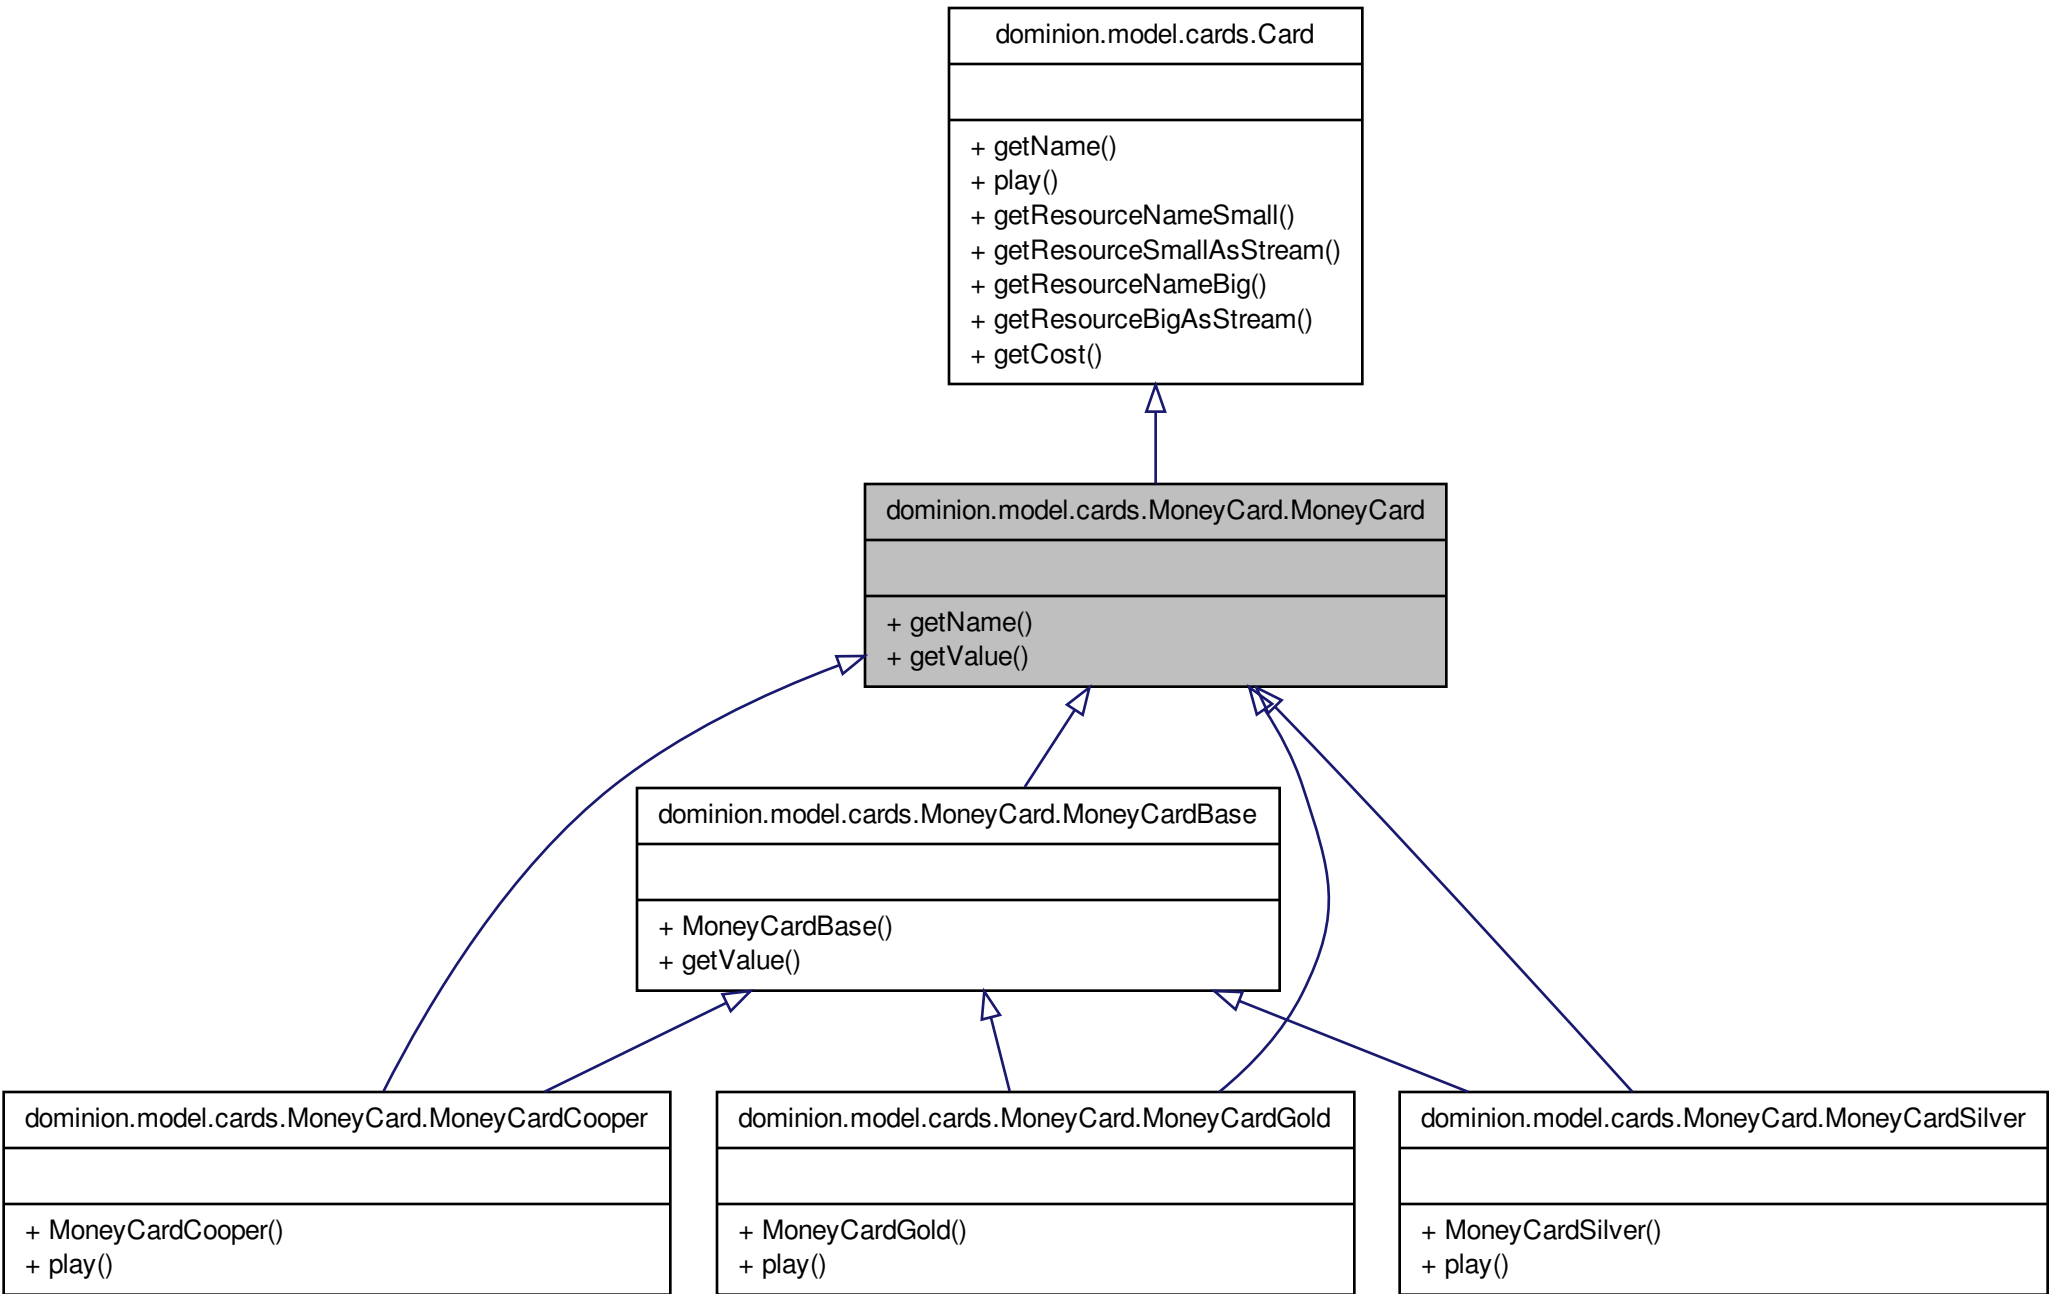 dominion.model.cards.Card
+ getName()
+ play()
+ getResourceNameSmall()
+ getResourceSmallAsStream()
+ getResourceNameBig()
+ getResourceBigAsStream()
+ getCost()
dominion.model.cards.MoneyCard.MoneyCard
+ getName()
+ getValue()
dominion.model.cards.MoneyCard.MoneyCardBase
+ MoneyCardBase()
+ getValue()
dominion.model.cards.MoneyCard.MoneyCardCooper
+ MoneyCardCooper()
+ play()
dominion.model.cards.MoneyCard.MoneyCardGold
+ MoneyCardGold()
+ play()
dominion.model.cards.MoneyCard.MoneyCardSilver
+ MoneyCardSilver()
+ play()